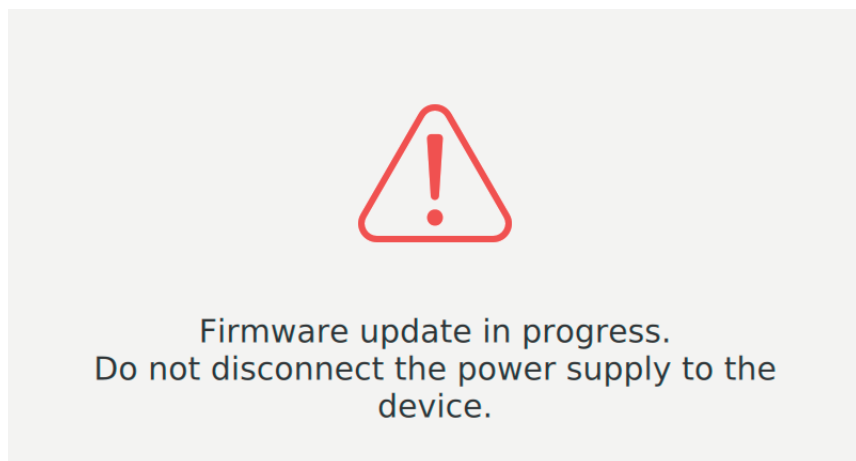 Firmware update in progress.
Do not disconnect the power supply to the
device.